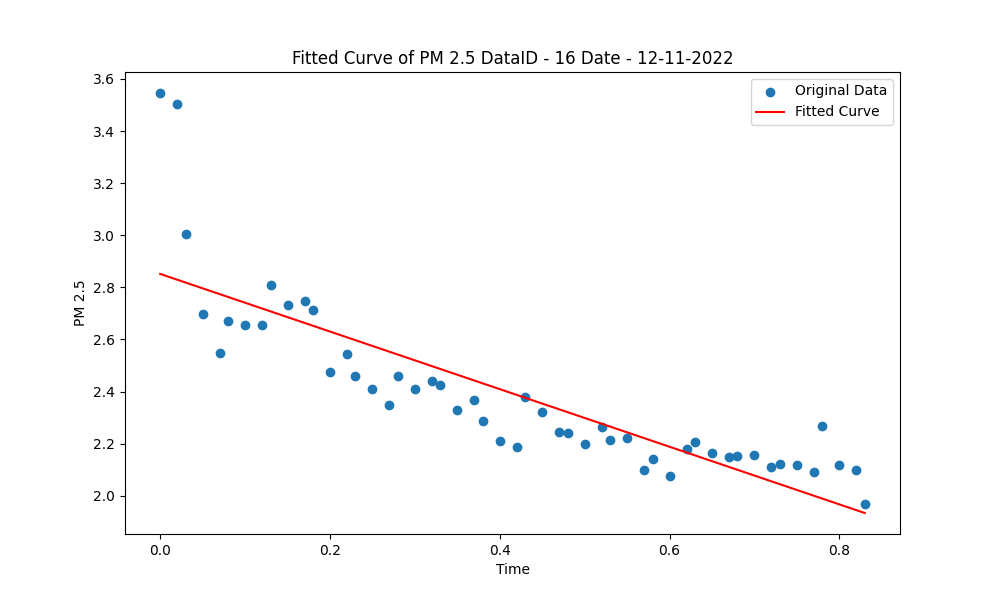 Fitted Curve of PM 2.5 DataID - 16 Date - 12-11-2022
Original Data
Fitted Curve
3.6
3.4
3.2
3.0
2.8
2.6
2.4
2.2
2.0
PM 2.5
0.0 0.2 0.4 0.6 0.8
Time